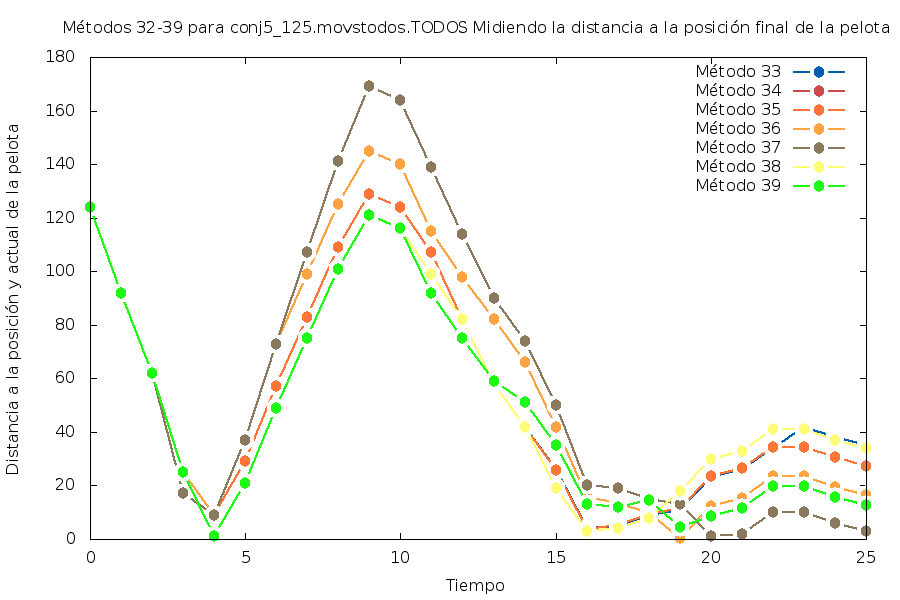 Métodos 32-39 para conj5_125.movstodos.TODOS Midiendo la distancia a la posición final de la pelota
Distancia a la posición y actual de la pelota
180
160
140
120
100
80
60
40
20
0
0
5
10
15
20
25
Tiempo
Método 33
Método 34
Método 35
Método 36
Método 37
Método 38
Método 39